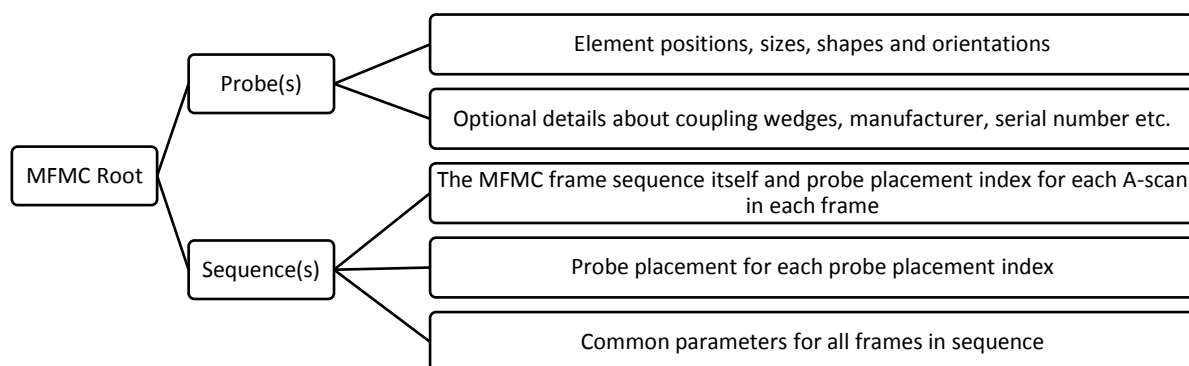 MFMC Root
Probe(s)
Element positions, sizes, shapes and orientations
Optional details about coupling wedges, manufacturer, serial number etc.
Sequence(s)
The MFMC frame sequence itself and probe placement index for each A-scan
in each frame
Probe placement for each probe placement index
Common parameters for all frames in sequence